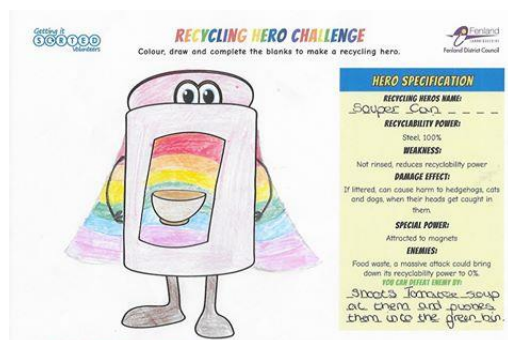 Getting it
SORTED
Volunteers
RECYCLING HERO CHALLENGE
Colour, draw and complete the blanks to make a recycling hero.
Fenland
Fenland District Council
HERO SPECIFICATION
RECYCLING HEROS NAME:
Souper Can _ _ _ _
RECYCLABILITY POWER:
Steel, 100%
WEAKNESS:
Not rinsed, reduces recyclability power
DAMAGE EFFECT:
If littered, can cause harm to hedgehogs, cats
and dogs, when their heads get caught in
them.
SPECIAL POWER:
Attracted to magnets
ENEMIES:
Food waste, a massive attack could bring
down its recyclability power to 0%.
YOU CAN DEFEAT ENEMY BY:
Shoots Tomatoe soup
at them and pushes
them into the green bin.